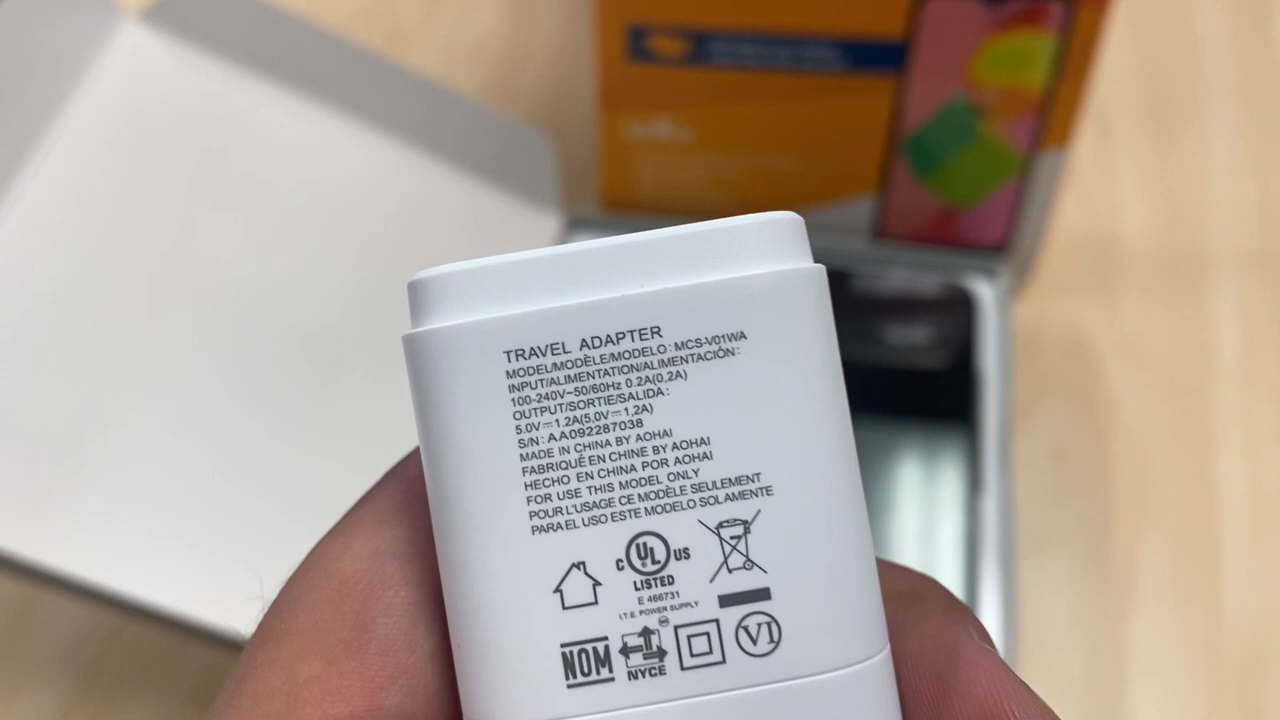 TRAVEL ADAPTER
MODEL/MODÈLE/MODELO: MCS-V01WA
INPUT/ALIMENTATION/ALIMENTACIÓN:
100-240V~50/60Hz 0.2A(0,2A)
OUTPUT/SORTIE/SALIDA:
5.0V⎓1.2A(5,0V⎓1,2A)
S/N: AA092287038
MADE IN CHINA BY AOHAI
FABRIQUÉ EN CHINE BY AOHAI
HECHO EN CHINA POR AOHAI
FOR USE THIS MODEL ONLY
POUR L'USAGE CE MODÈLE SEULEMENT
PARA EL USO ESTE MODELO SOLAMENTE
C UL US
LISTED
E 466731
I.T.E. POWER SUPPLY
NOM
NYCE
VI